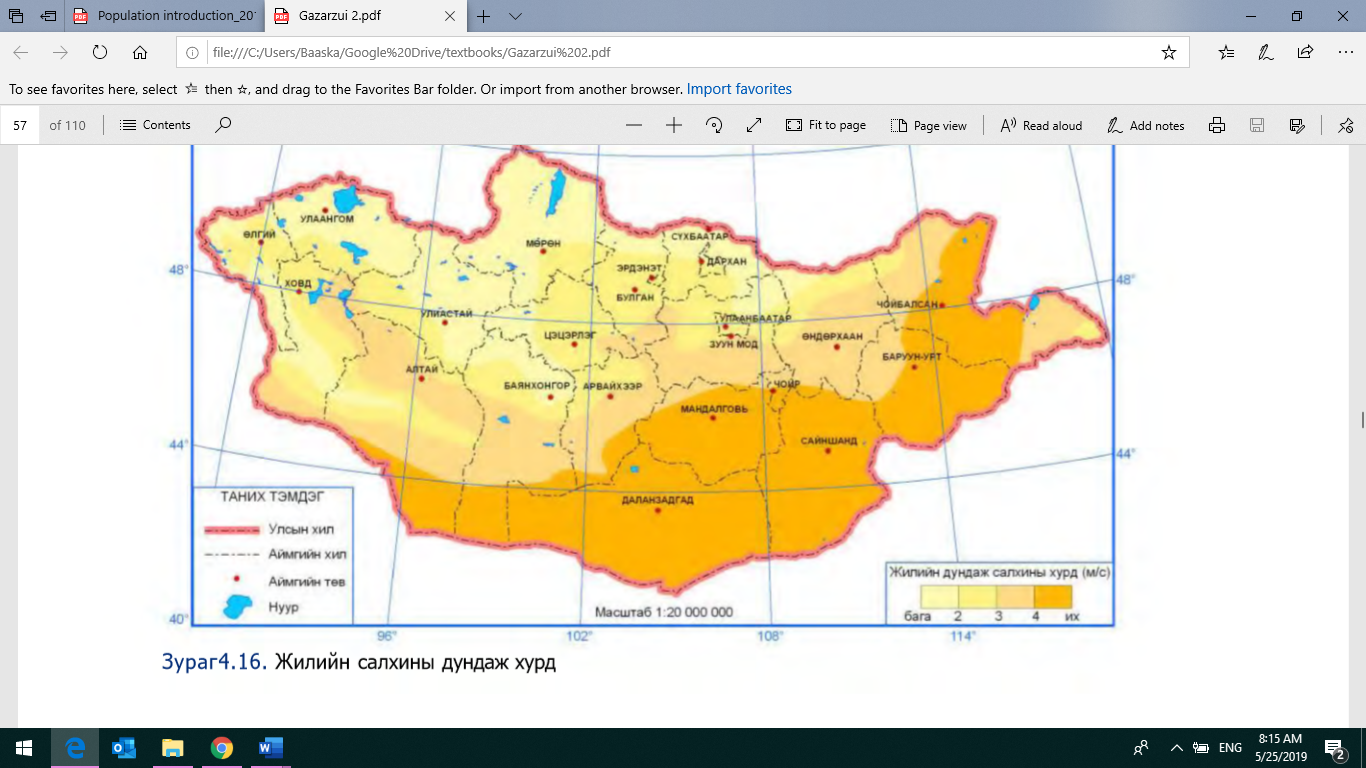 Population introduction_20
Gazarzui 2.pdf
file:///C:/Users/Baaska/Google%20Drive/textbooks/Gazarzui%202.pdf
To see favorites here, select then, and drag to the Favorites Bar folder. Or import from another browser. Import favorites
57 of 110 Contents Fit to page Page view Read aloud Add notes
УЛААНГОМ
ӨЛГИЙ
СҮХБААТАР
МӨРӨН
ДАРХАН
ЭРДЭНЭТ
48°
48°
ХОВД
БУЛГАН
ЧОЙБАЛСАН
УЛИАСТАЙ
УЛААНБААТАР
ЦЭЦЭРЛЭГ
ЗУУН МОД
ӨНДӨРХААН
БАРУУН-УРТ
АЛТАЙ
БАЯНХОНГОР
АРВАЙХЭЭР
ЧОЙР
МАНДАЛГОВЬ
САЙНШАНД
44°
44°
ДАЛАНЗАДГАД
ТАНИХ ТЭМДЭГ
Улсын хил
Аймгийн хил
Аймгийн төв
Нуур
Жилийн дундаж салхины хурд (м/с)
бага 2 3 4 их
Масштаб 1:20 000 000
40°
96° 102° 108° 114°
Зураг4.16. Жилийн салхины дундаж хурд
ENG
8:15 AM
5/25/2019
2